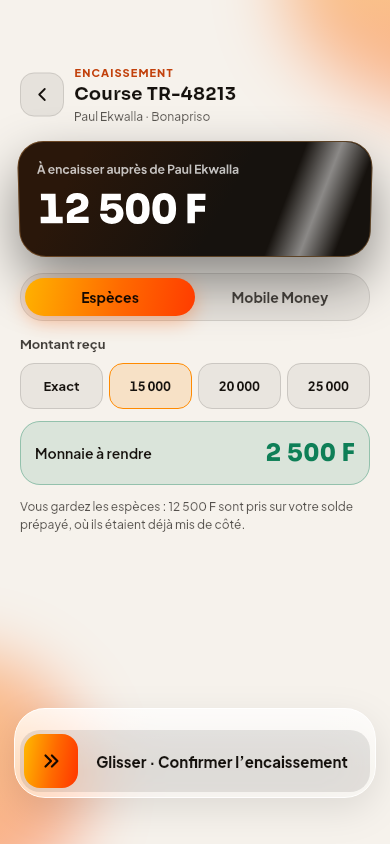 ENCAISSEMENT
Course TR-48213
Paul Ekwalla · Bonapriso
À encaisser auprès de Paul Ekwalla
12 500 F
Espèces
Mobile Money
Montant reçu
Exact
15 000
20 000
25 000
Monnaie à rendre
2 500 F
Vous gardez les espèces : 12 500 F sont pris sur votre solde
prépayé, où ils étaient déjà mis de côté.
Glisser · Confirmer l’encaissement